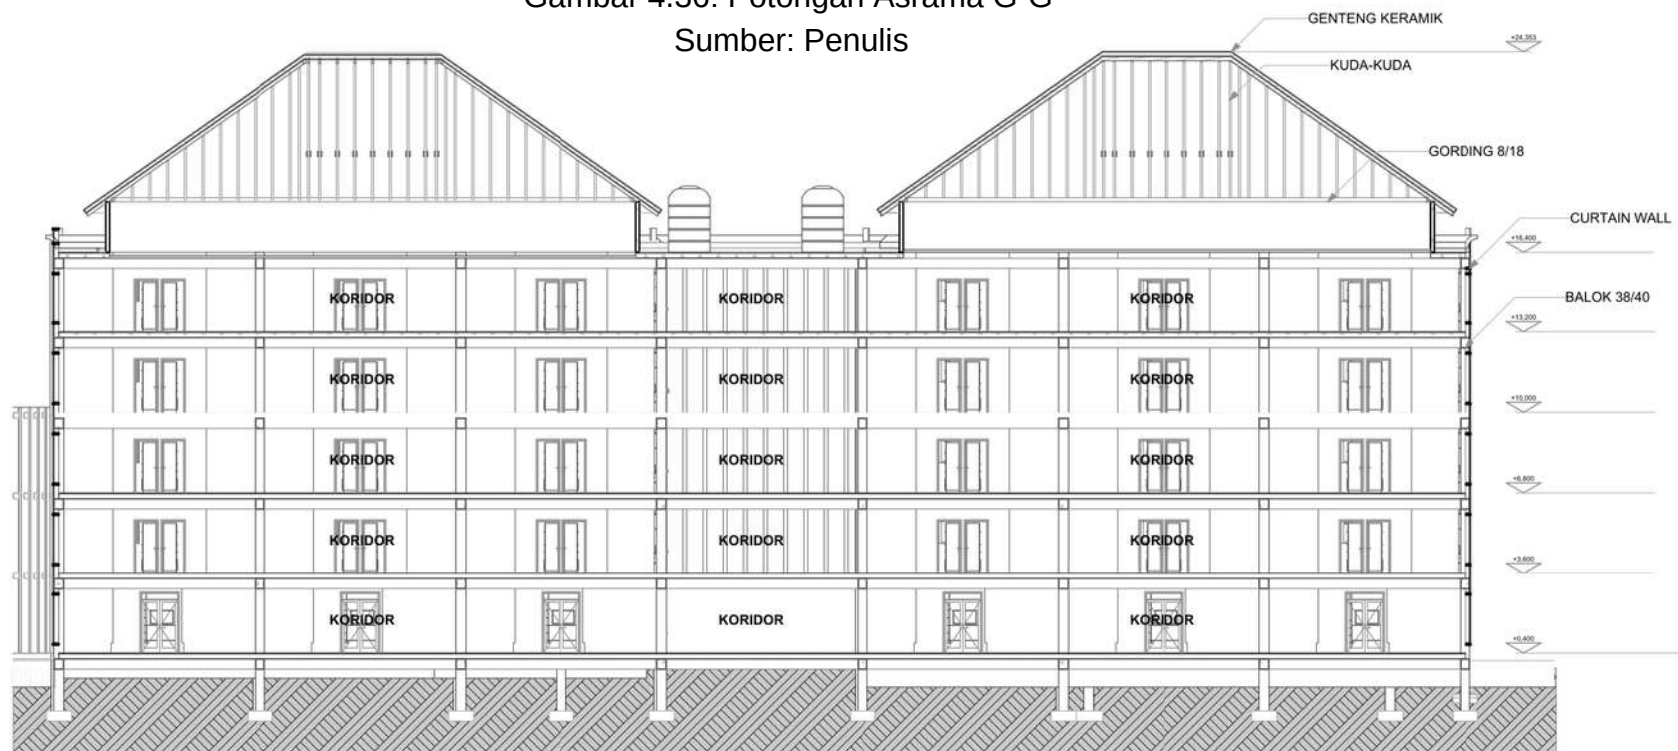 Gambar 4.36. Potongan Asrama G-G
Sumber: Penulis
GENTENG KERAMIK
+24,353
KUDA-KUDA
GORDING 8/18
CURTAIN WALL
+16,400
BALOK 38/40
+13,200
KORIDOR KORIDOR KORIDOR
KORIDOR KORIDOR KORIDOR
+10,000
KORIDOR KORIDOR KORIDOR
+6,800
KORIDOR KORIDOR KORIDOR
+3,600
KORIDOR KORIDOR KORIDOR
+0,400